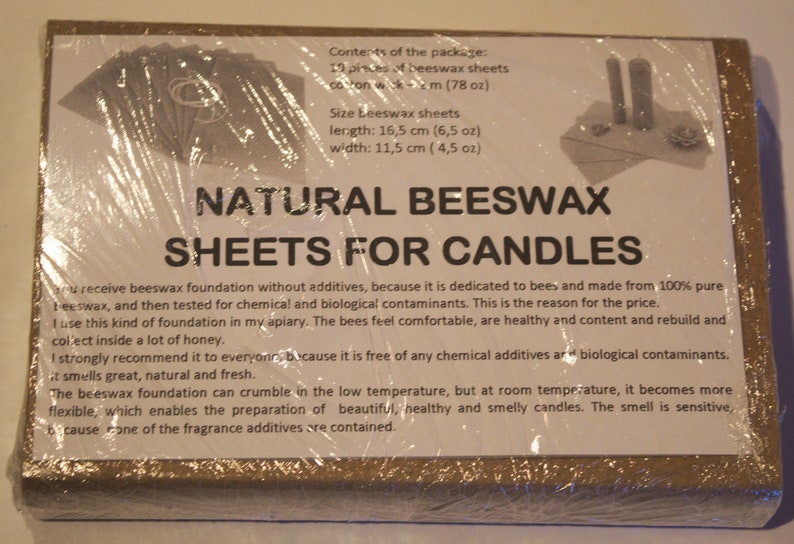 Contents of the package:
10 pieces of beeswax sheets
cotton wick – 2 m (78 oz)
Size beeswax sheets
length: 16,5 cm (6,5 oz)
width: 11,5 cm ( 4,5 oz)
NATURAL BEESWAX
SHEETS FOR CANDLES
You receive beeswax foundation without additives, because it is dedicated to bees and made from 100% pure
beeswax, and then tested for chemical and biological contaminants. This is the reason for the price.
I use this kind of foundation in my apiary. The bees feel comfortable, are healthy and content and rebuild and
collect inside a lot of honey.
I strongly recommend it to everyone, because it is free of any chemical additives and biological contaminants.
It smells great, natural and fresh.
The beeswax foundation can crumble in the low temperature, but at room temperature, it becomes more
flexible, which enables the preparation of beautiful, healthy and smelly candles. The smell is sensitive,
because none of the fragrance additives are contained.